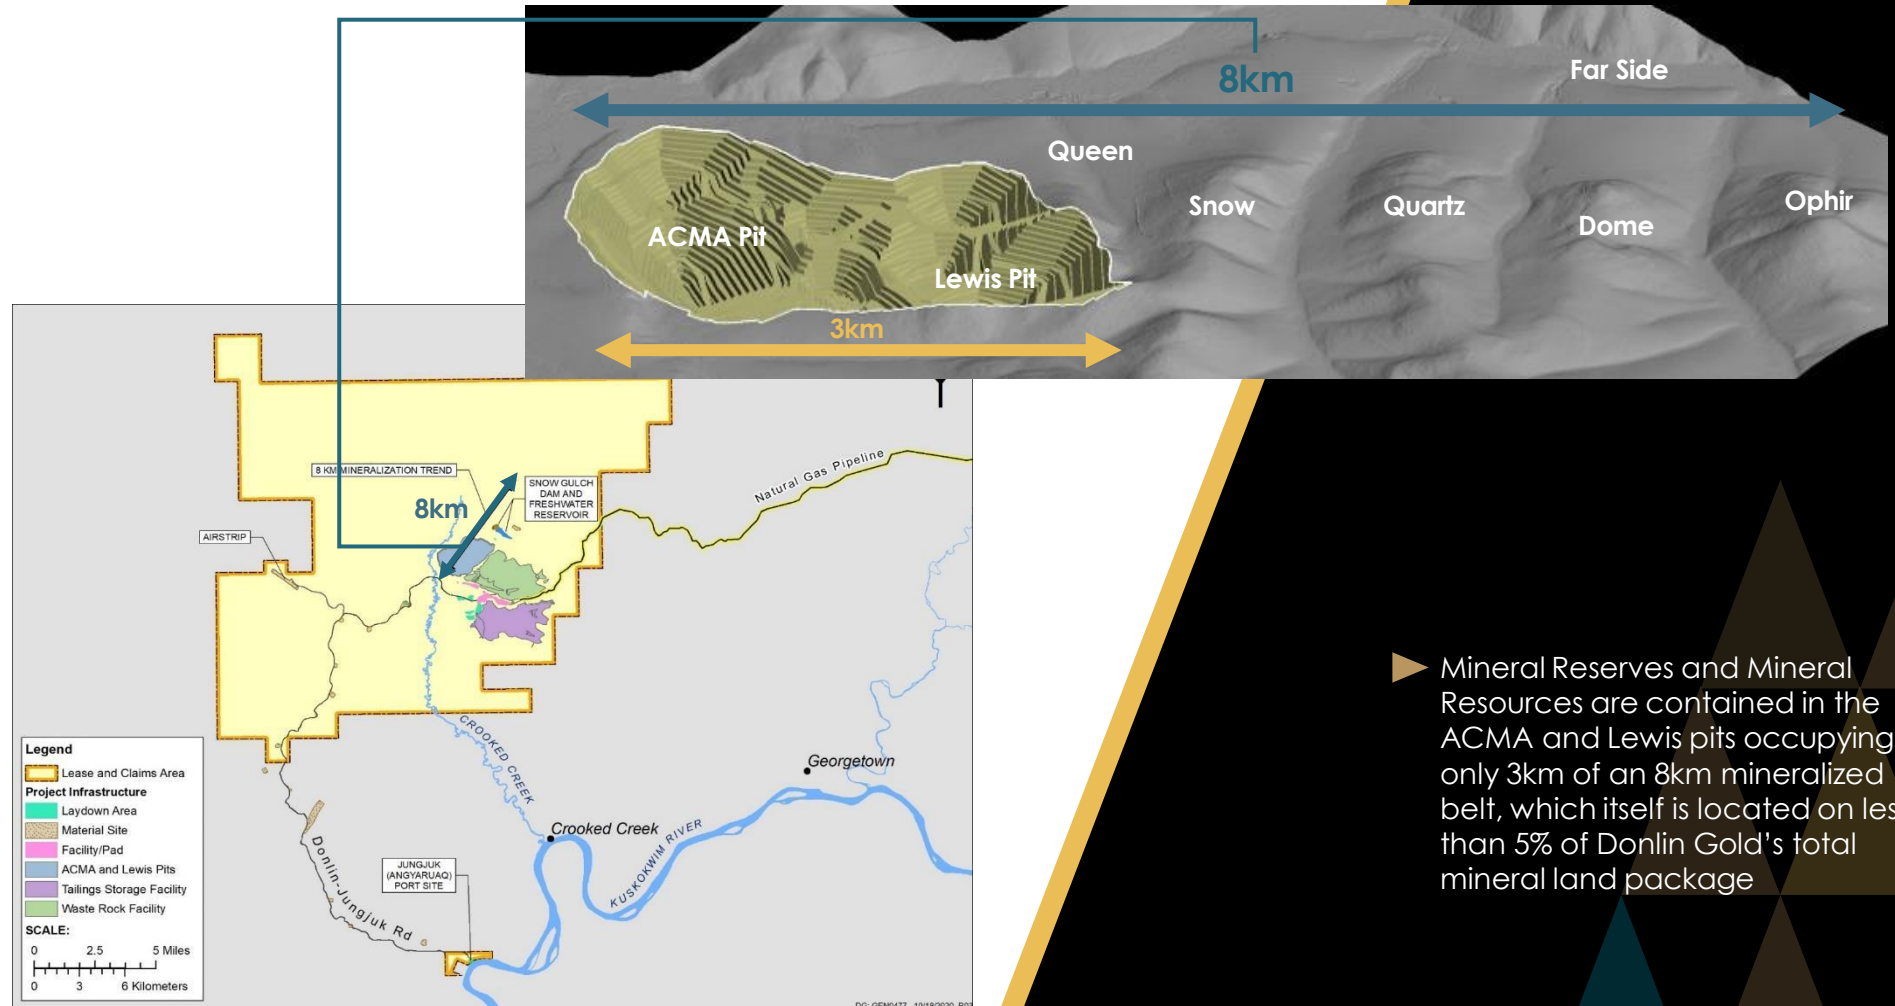 8km
Far Side
Queen
Snow
Quartz
Dome
Ophir
ACMA Pit
Lewis Pit
3km
8 KM MINERALIZATION TREND
8km
SNOW GULCH
DAM AND
FRESHWATER
RESERVOIR
Natural Gas Pipeline
AIRSTRIP
CROOKED CREEK
Georgetown
Crooked Creek
KUSKOKWIM RIVER
JUNGJUK
(ANGYARUAQ)
PORT SITE
Donlin-Jungjuk Rd
Legend
Lease and Claims Area
Project Infrastructure
Laydown Area
Material Site
Facility/Pad
ACMA and Lewis Pits
Tailings Storage Facility
Waste Rock Facility
SCALE:
0 2.5 5 Miles
0 3 6 Kilometers
Mineral Reserves and Mineral
Resources are contained in the
ACMA and Lewis pits occupying
only 3km of an 8km mineralized
belt, which itself is located on les
than 5% of Donlin Gold's total
mineral land package